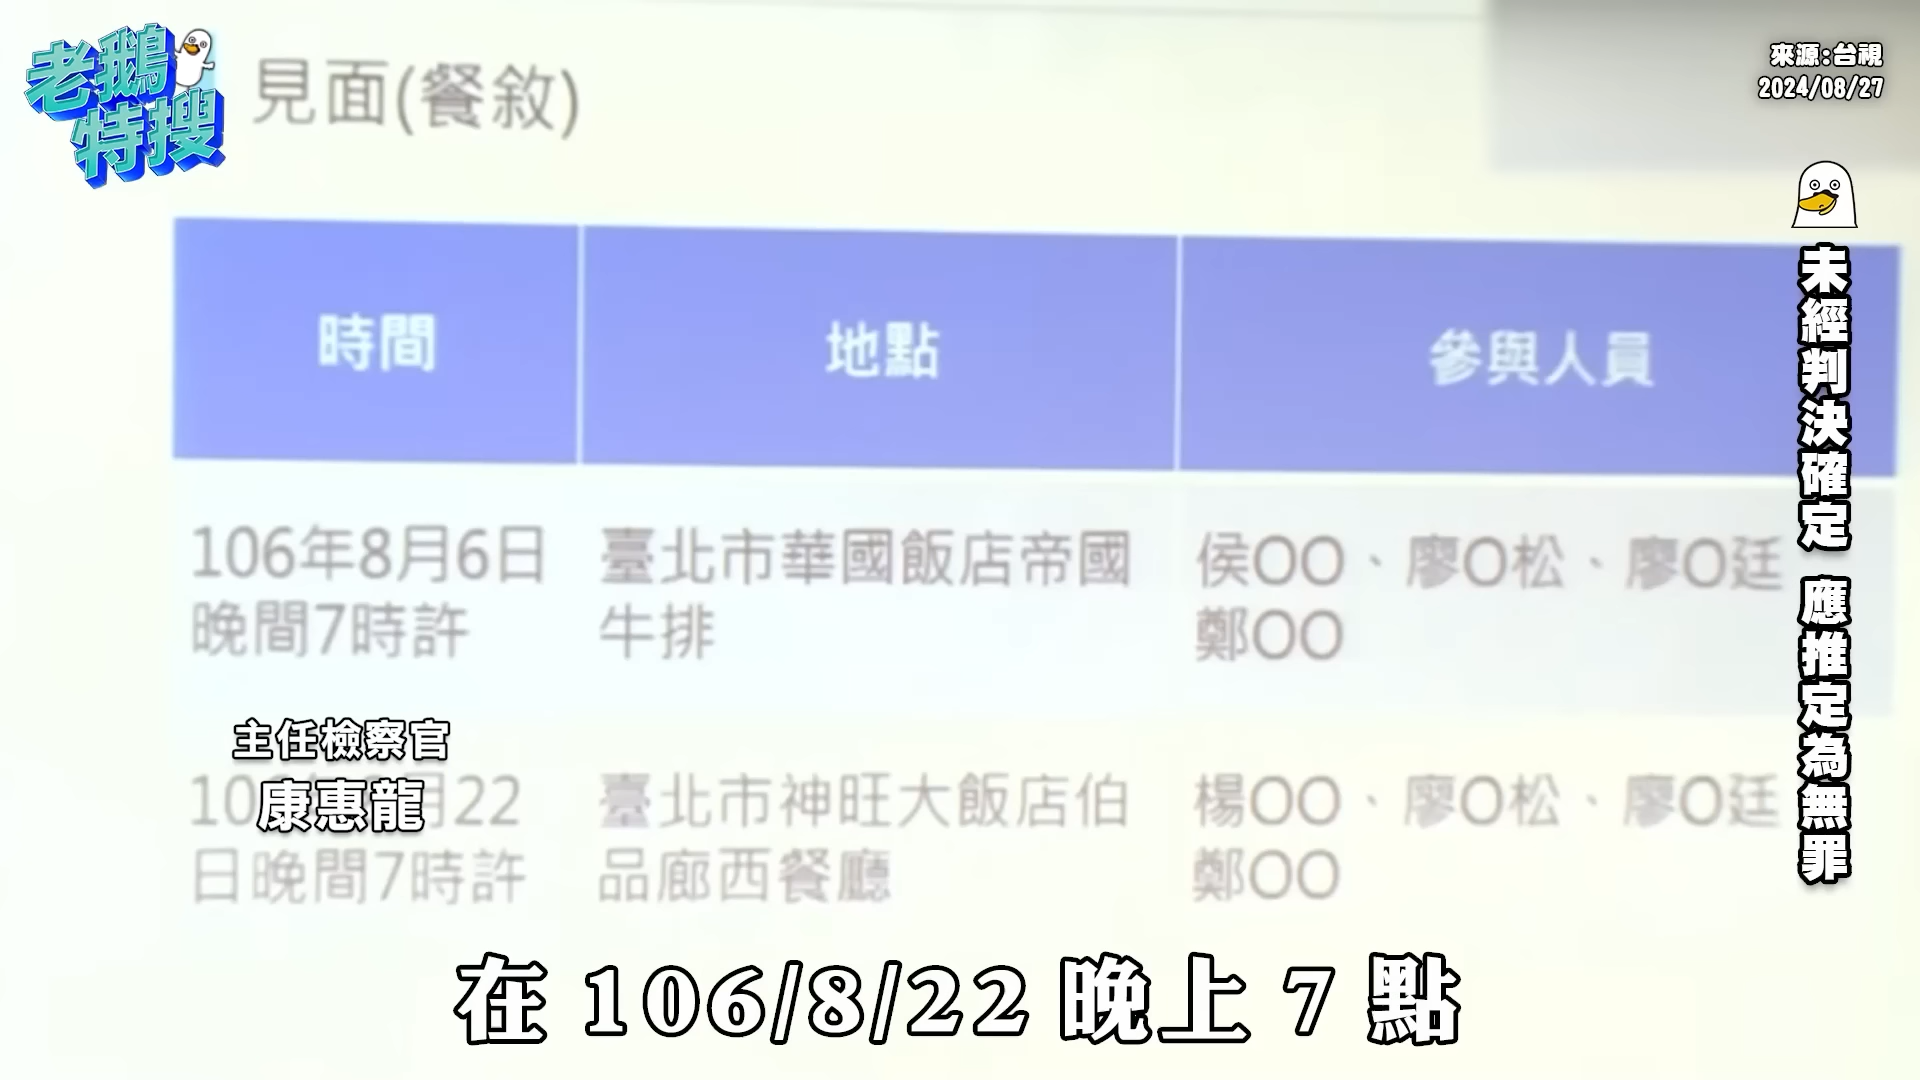 老鵝
特搜
見面(餐敘)
來源:台視
2024/08/27
未經判決確定 應推定為無罪
時間 地點 參與人員
106年8月6日
晚間7時許
臺北市華國飯店帝國
牛排
侯OO、廖O松、廖O廷
鄭OO
主任檢察官
康惠龍
月22
日晚間7時許
臺北市神旺大飯店伯
品廊西餐廳
楊OO、廖O松、廖O廷
鄭OO
在 106/8/22 晚上 7 點